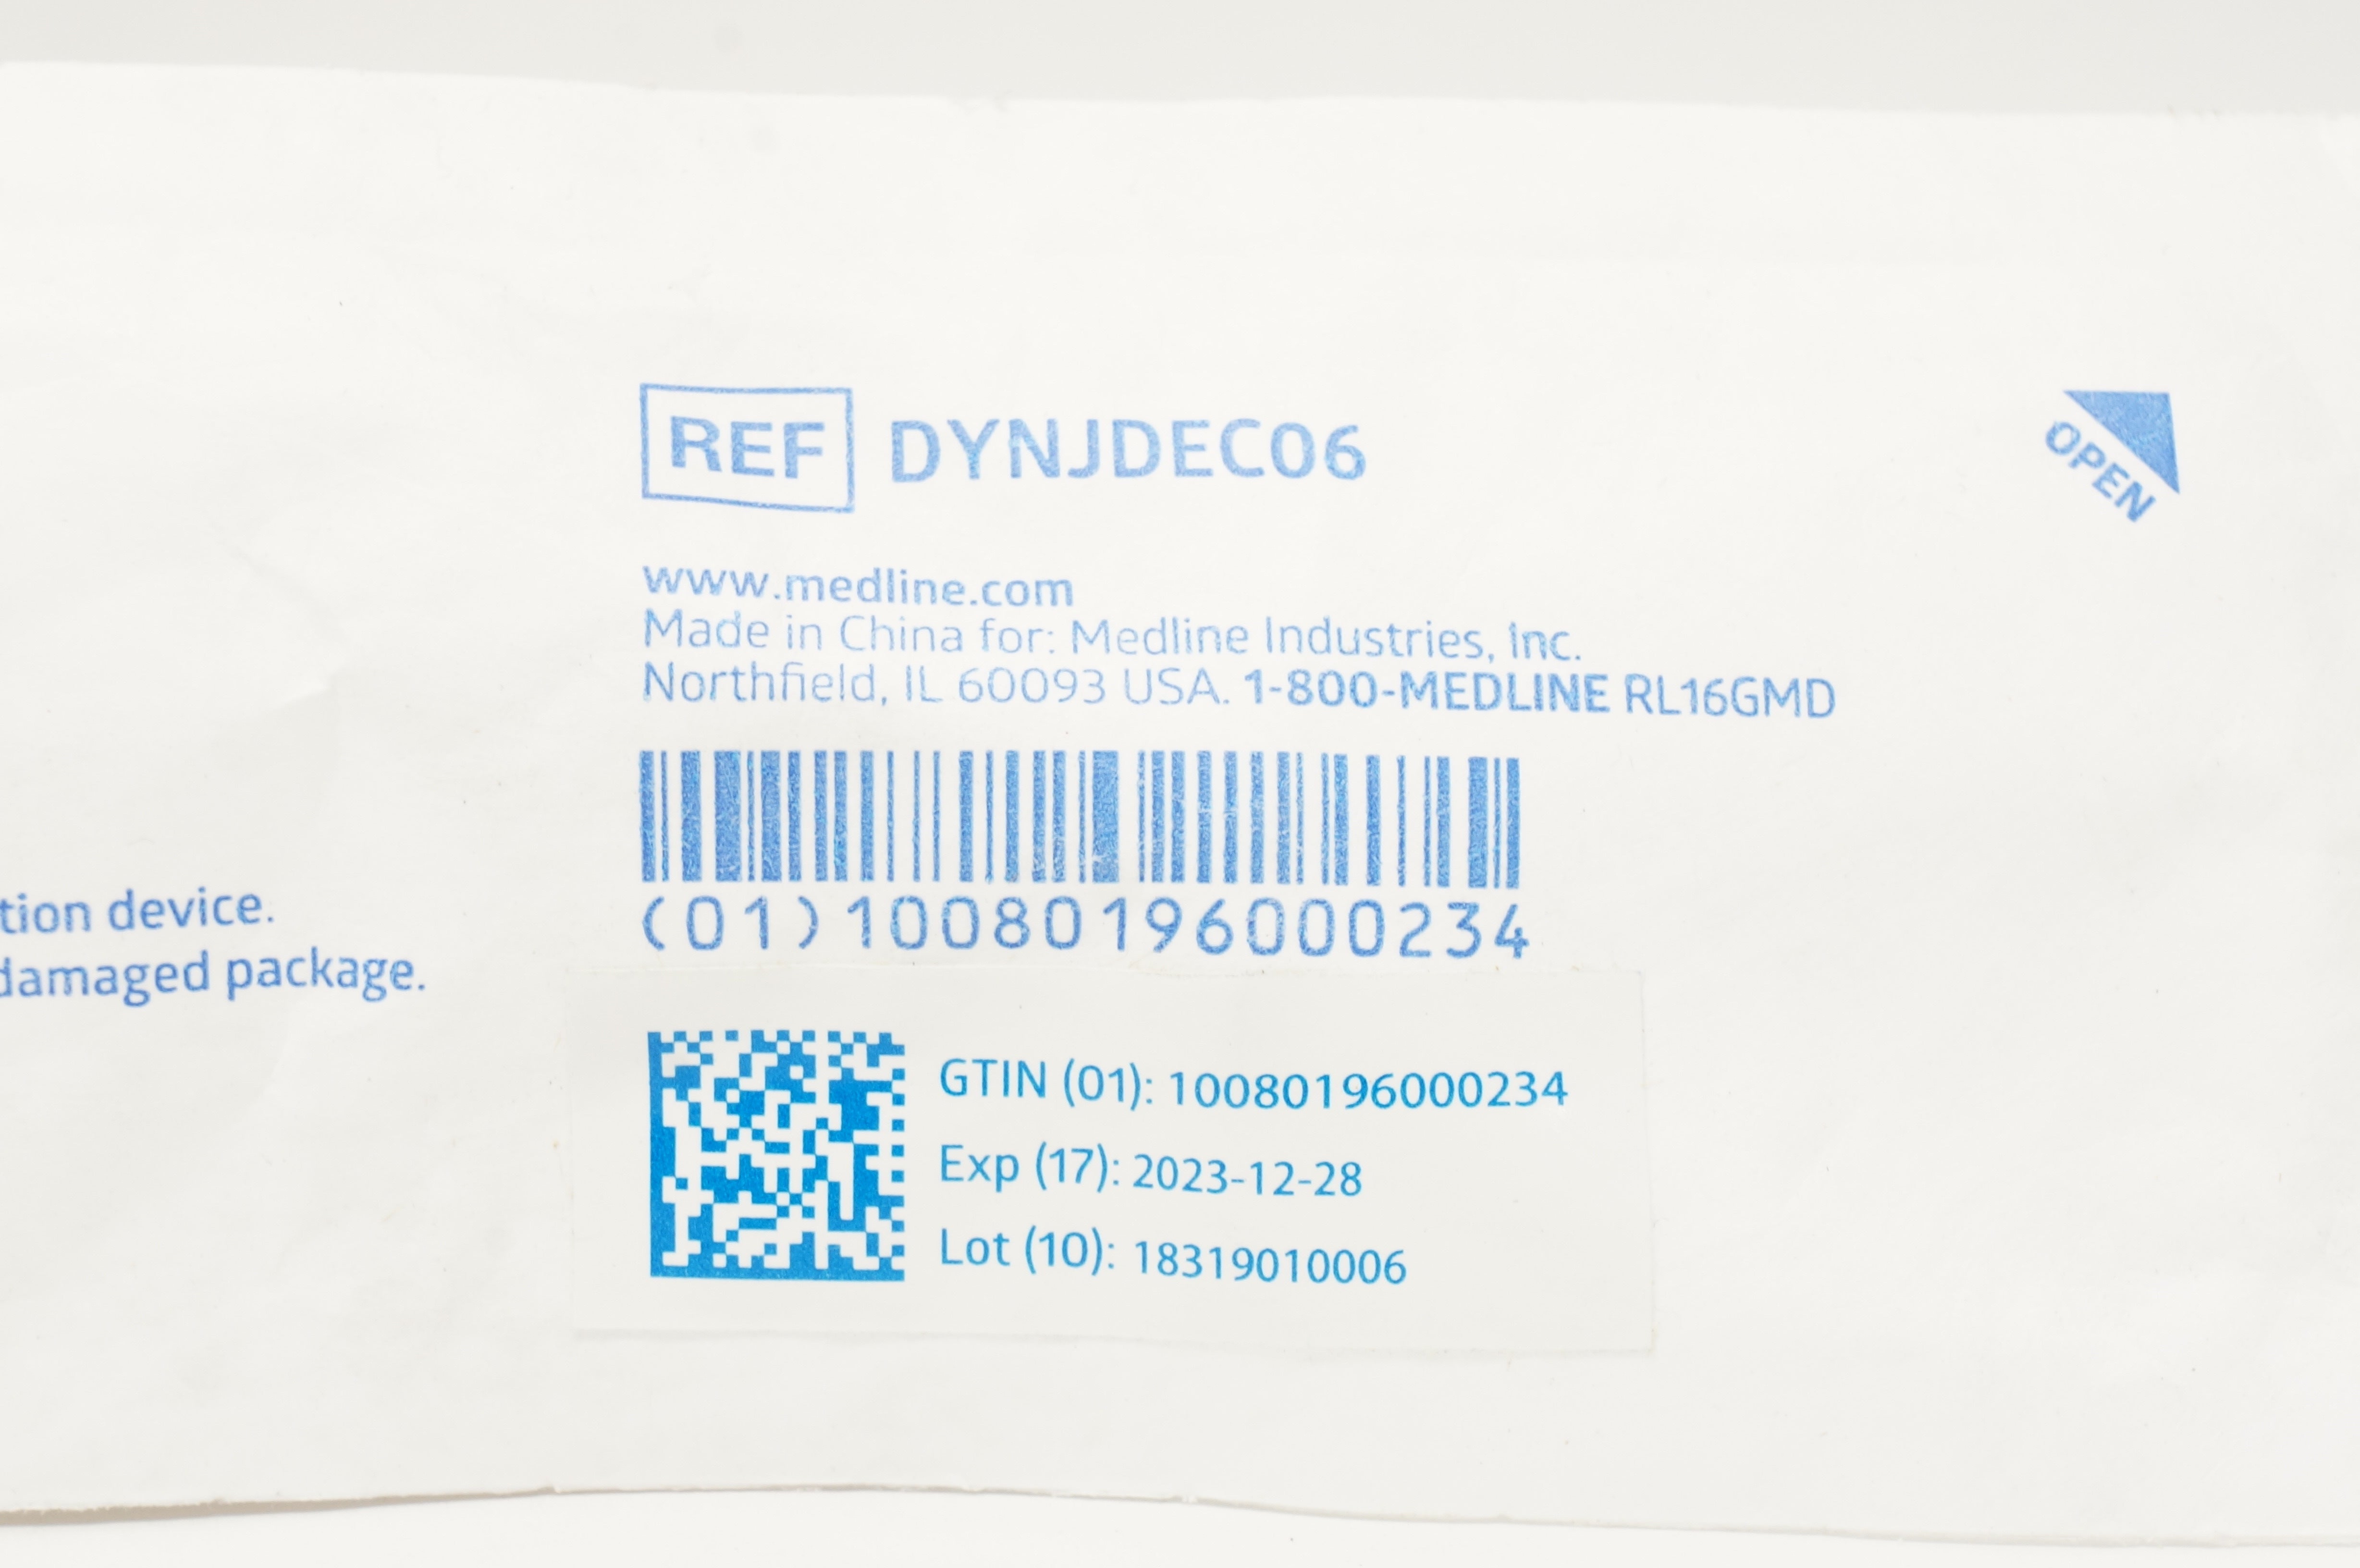 REF DYNJDEC06
OPEN
www.medline.com
Made in China for: Medline Industries, Inc.
Northfield, IL 60093 USA. 1-800-MEDLINE RL16GMD
(01)10080196000234
tion device.
damaged package.
GTIN (01): 10080196000234
Exp (17): 2023-12-28
Lot (10): 18319010006